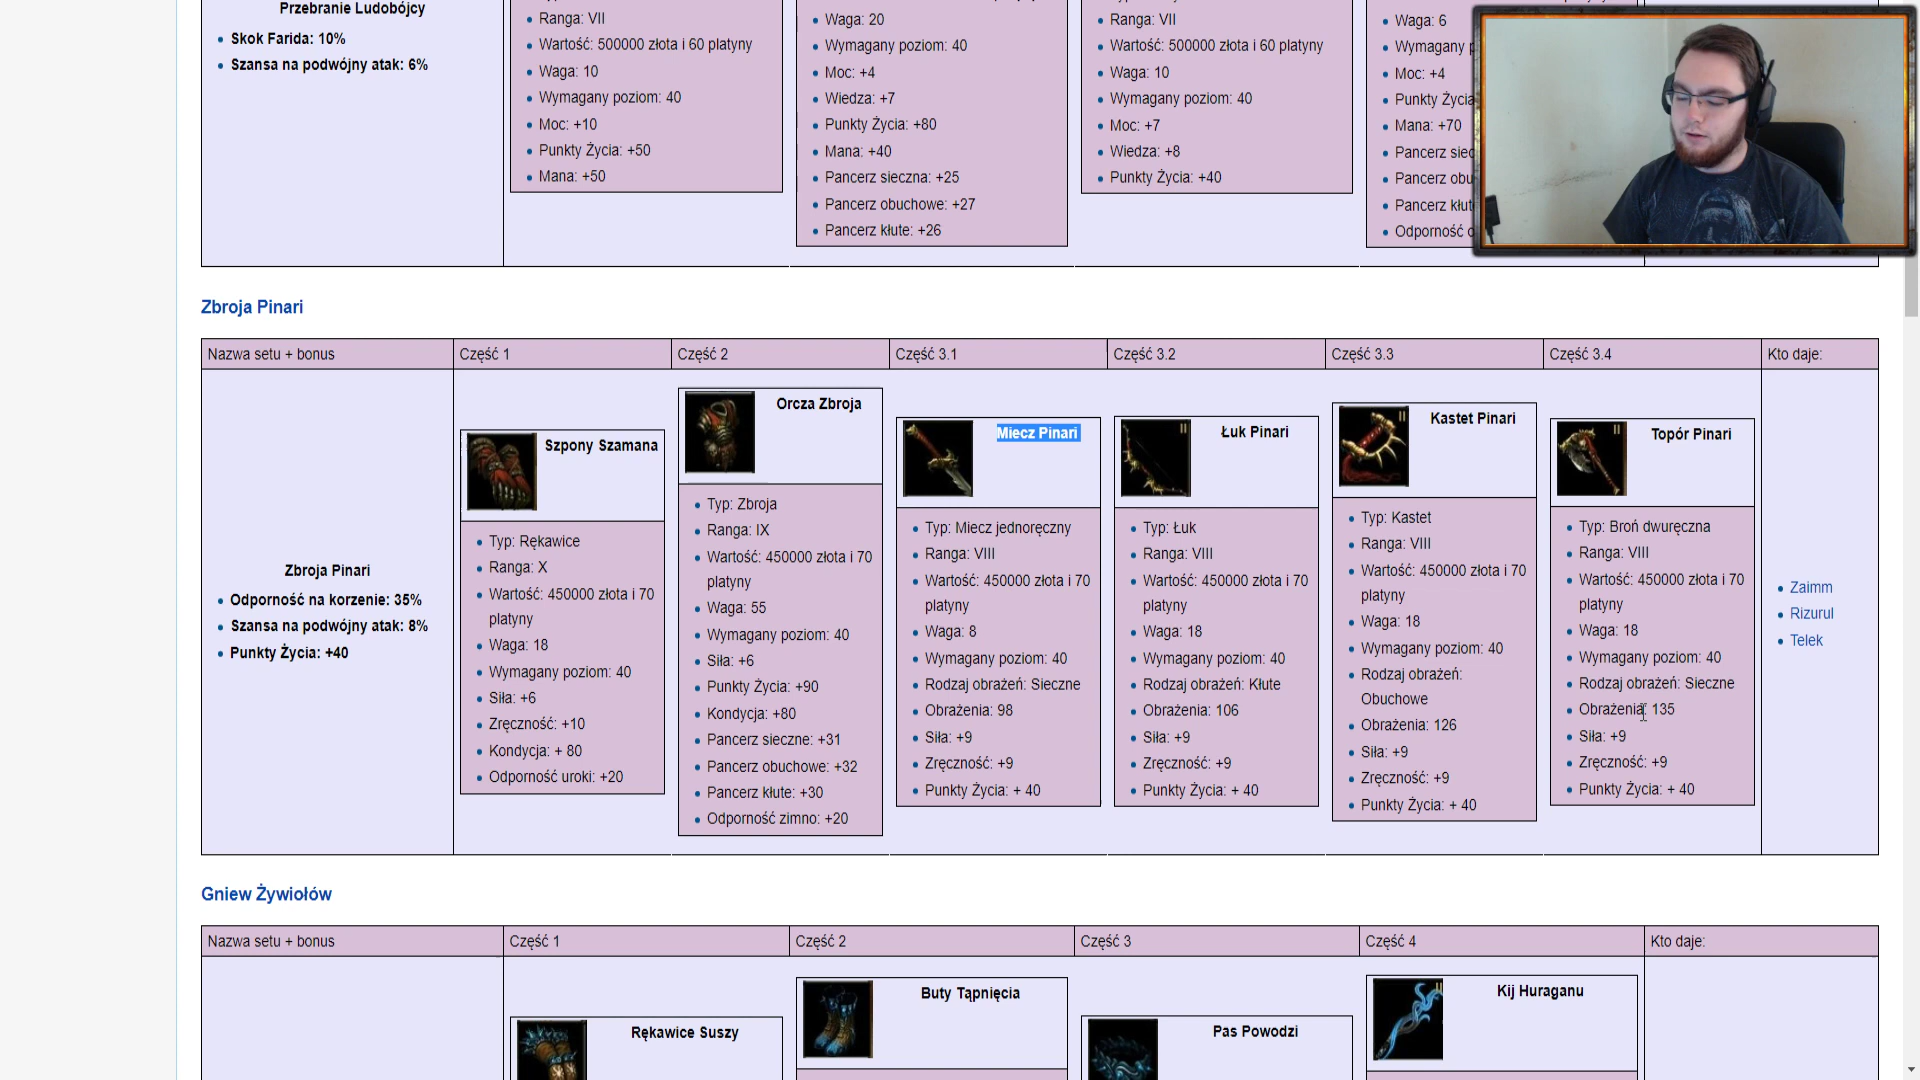 Przebranie Ludobójcy
Skok Farida: 10%
Szansa na podwójny atak: 6%
Ranga: VII
Wartość: 500000 złota i 60 platyny
Waga: 10
Wymagany poziom: 40
Moc: +10
Punkty Życia: +50
Mana: +50
Waga: 20
Wymagany poziom: 40
Moc: +4
Wiedza: +7
Punkty Życia: +80
Mana: +40
Pancerz sieczna: +25
Pancerz obuchowe: +27
Pancerz kłute: +26
Ranga: VII
Wartość: 500000 złota i 60 platyny
Waga: 10
Wymagany poziom: 40
Moc: +7
Wiedza: +8
Punkty Życia: +40
Waga: 6
Wymagany
Moc: +4
Punkty Życia
Mana: +70
Pancerz
Pancerz
Pancerz
Odporność
Zbroja Pinari
Nazwa setu + bonus
Część 1
Część 2
Część 3.1
Część 3.2
Część 3.3
Część 3.4
Kto daje:
Zbroja Pinari
Odporność na korzenie: 35%
Szansa na podwójny atak: 8%
Punkty Życia: +40
Szpony Szamana
Typ: Rękawice
Ranga: X
Wartość: 450000 złota i 70
platyny
Waga: 18
Wymagany poziom: 40
Siła: +6
Zręczność: +10
Kondycja: + 80
Odporność uroki: +20
Orcza Zbroja
Typ: Zbroja
Ranga: IX
Wartość: 450000 złota i 70
platyny
Waga: 55
Wymagany poziom: 40
Siła: +6
Punkty Życia: +90
Kondycja: +80
Pancerz sieczne: +31
Pancerz obuchowe: +32
Pancerz kłute: +30
Odporność zimno: +20
Miecz Pinari
Typ: Miecz jednoręczny
Ranga: VIII
Wartość: 450000 złota i 70
platyny
Waga: 8
Wymagany poziom: 40
Rodzaj obrażeń: Sieczne
Obrażenia: 98
Siła: +9
Zręczność: +9
Punkty Życia: + 40
Łuk Pinari
Typ: Łuk
Ranga: VIII
Wartość: 450000 złota i 70
platyny
Waga: 18
Wymagany poziom: 40
Rodzaj obrażeń: Kłute
Obrażenia: 106
Siła: +9
Zręczność: +9
Punkty Życia: + 40
Kastet Pinari
Typ: Kastet
Ranga: VIII
Wartość: 450000 złota i 70
platyny
Waga: 18
Wymagany poziom: 40
Rodzaj obrażeń:
Obuchowe
Obrażenia: 126
Siła: +9
Zręczność: +9
Punkty Życia: + 40
Topór Pinari
Typ: Broń dwuręczna
Ranga: VIII
Wartość: 450000 złota i 70
platyny
Waga: 18
Wymagany poziom: 40
Rodzaj obrażeń: Sieczne
Obrażenia: 135
Siła: +9
Zręczność: +9
Punkty Życia: + 40
Zaimm
Rizurul
Telek
Gniew Żywiołów
Nazwa setu + bonus
Część 1
Część 2
Część 3
Część 4
Kto daje:
Rękawice Suszy
Buty Tąpnięcia
Pas Powodzi
Kij Huraganu